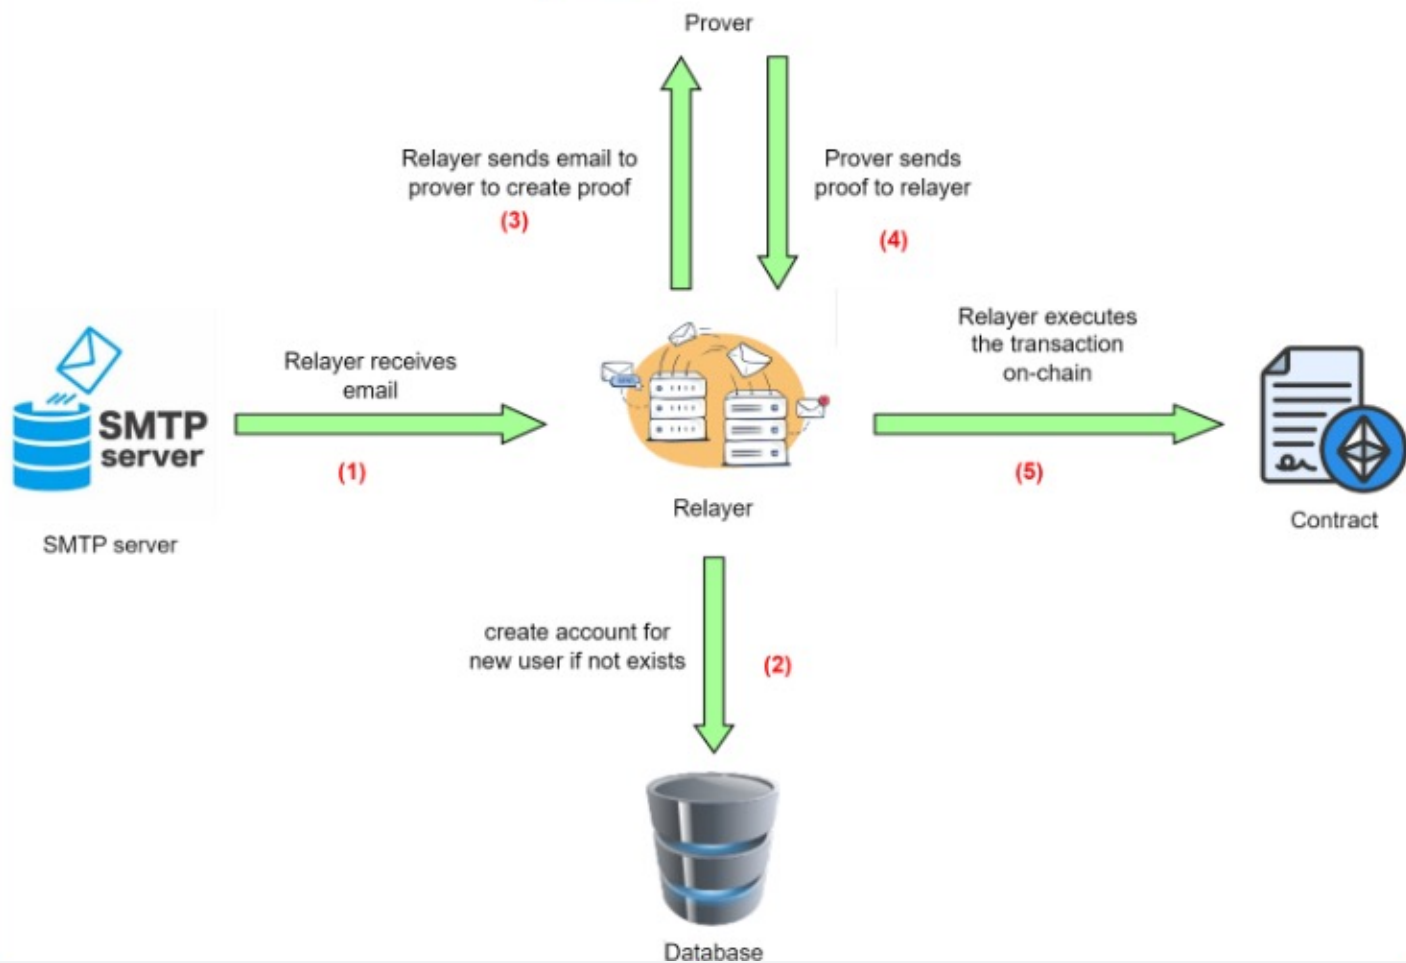 Prover
Relayer sends email to
prover to create proof
(3)
Prover sends
proof to relayer
(4)
SMTP
server
SMTP server
Relayer receives
email
(1)
Relayer
Relayer executes
the transaction
on-chain
(5)
Contract
create account for
new user if not exists
(2)
Database